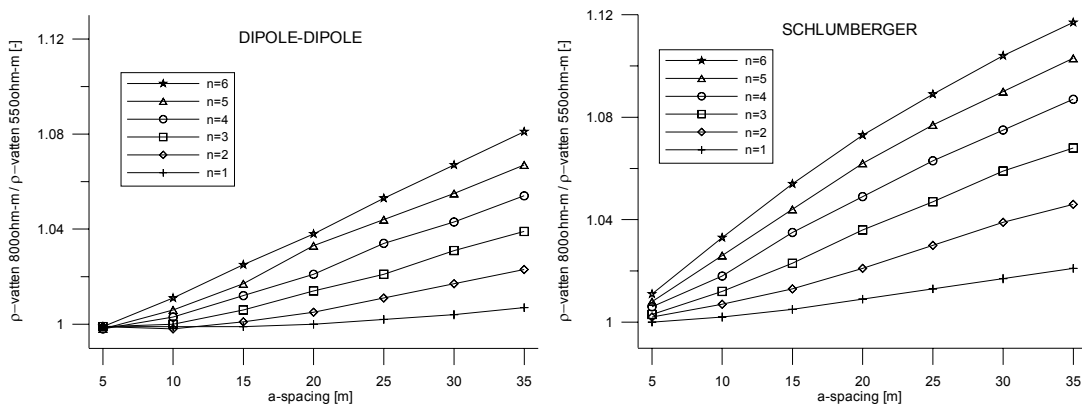 DIPOLE-DIPOLE
ρ−vatten 800ohm-m / ρ−vatten 550ohm-m [-]
1.12
1.08
1.04
1
n=6
n=5
n=4
n=3
n=2
n=1
5 10 15 20 25 30 35
a-spacing [m]
SCHLUMBERGER
ρ−vatten 800ohm-m / ρ−vatten 550ohm-m [-]
1.12
1.08
1.04
1
n=6
n=5
n=4
n=3
n=2
n=1
5 10 15 20 25 30 35
a-spacing [m]